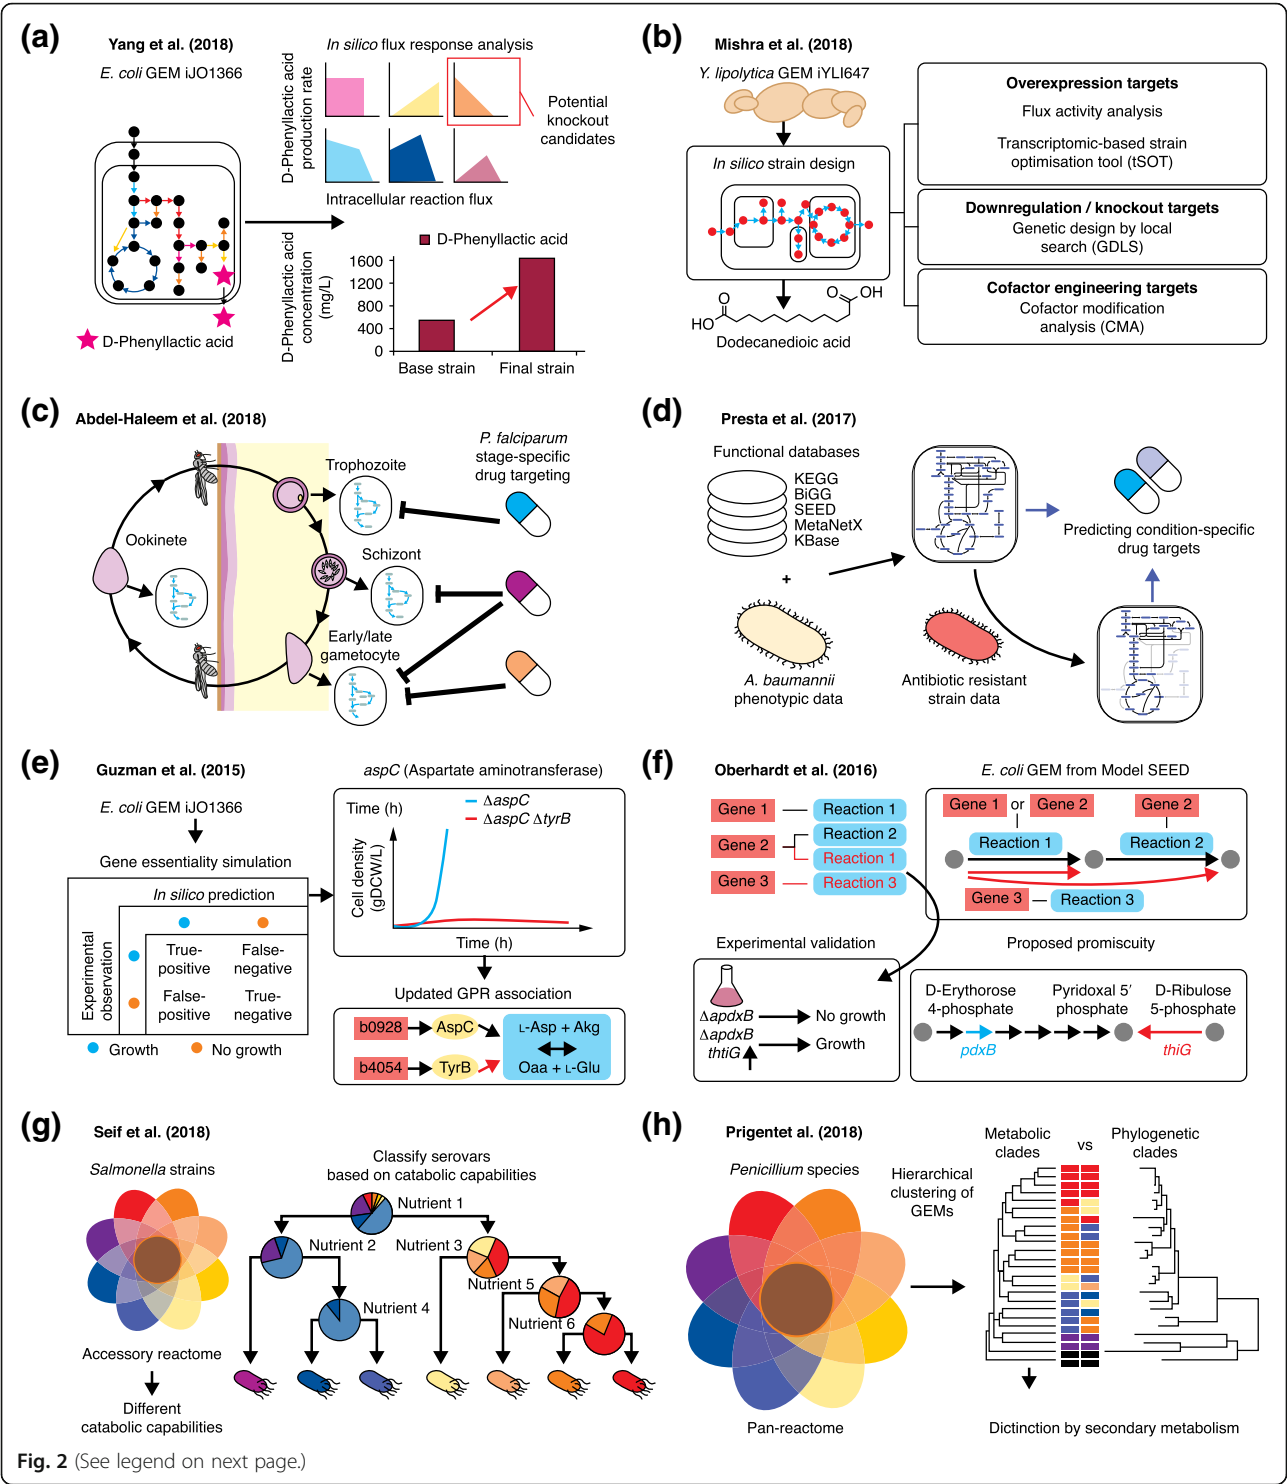 (a)
Yang et al. (2018)
E. coli GEM iJO1366
In silico flux response analysis
D-Phenyllactic acid
production rate
Potential
knockout
candidates
Intracellular reaction flux
D-Phenyllactic acid
D-Phenyllactic acid
concentration
(mg/L)
D-Phenyllactic acid
1600
1200
800
400
0
Base strain
Final strain
(b)
Mishra et al. (2018)
Y. lipolytica GEM iYLI647
In silico strain design
O
OH
HO
O
Dodecanedioic acid
Overexpression targets
Flux activity analysis
Transcriptomic-based strain
optimisation tool (tSOT)
Downregulation / knockout targets
Genetic design by local
search (GDLS)
Cofactor engineering targets
Cofactor modification
analysis (CMA)
(c)
Abdel-Haleem et al. (2018)
P. falciparum
stage-specific
drug targeting
Trophozoite
Ookinete
Schizont
Early/late
gametocyte
(d)
Presta et al. (2017)
Functional databases
KEGG
BiGG
SEED
MetaNetX
KBase
+
A. baumannii
phenotypic data
Antibiotic resistant
strain data
Predicting condition-specific
drug targets
(e)
Guzman et al. (2015)
E. coli GEM iJO1366
Gene essentiality simulation
In silico prediction
Experimental
observation
True-
positive
False-
negative
False-
positive
True-
negative
Growth
No growth
aspC (Aspartate aminotransferase)
Time (h)
ΔaspC
ΔaspC ΔtyrB
Cell density
(gDCW/L)
Time (h)
Updated GPR association
b0928
AspC
L-Asp + Akg
b4054
TyrB
Oaa + L-Glu
(f)
Oberhardt et al. (2016)
Gene 1
Reaction 1
Gene 2
Reaction 2
Reaction 1
Gene 3
Reaction 3
E. coli GEM from Model SEED
Gene 1 or Gene 2
Gene 2
Reaction 1
Reaction 2
Gene 3
Reaction 3
Experimental validation
ΔapdxB
No growth
ΔapdxB
thtiG
Growth
Proposed promiscuity
D-Erythorose
4-phosphate
Pyridoxal 5′
phosphate
D-Ribulose
5-phosphate
pdxB
thiG
(g)
Seif et al. (2018)
Salmonella strains
Accessory reactome
Different
catabolic capabilities
Classify serovars
based on catabolic capabilities
Nutrient 1
Nutrient 2
Nutrient 3
Nutrient 4
Nutrient 5
Nutrient 6
(h)
Prigentet al. (2018)
Penicillium species
Pan-reactome
Hierarchical
clustering of
GEMs
Metabolic
clades
vs
Phylogenetic
clades
Dictinction by secondary metabolism
Fig. 2 (See legend on next page.)